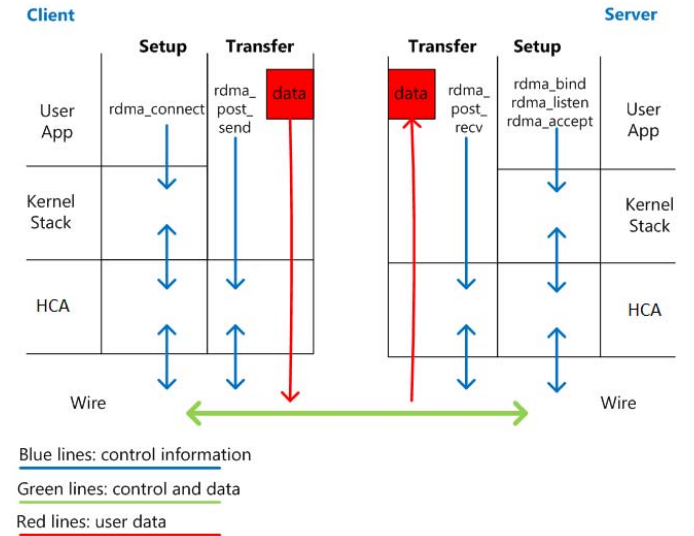 Client
Server
Setup
Transfer
Transfer
Setup
User
App
rdma_connect
rdma_
post_
send
data
data
rdma_
post_
recv
rdma_bind
rdma_listen
rdma_accept
User
App
Kernel
Stack
Kernel
Stack
HCA
HCA
Wire
Wire
Blue lines: control information
Green lines: control and data
Red lines: user data